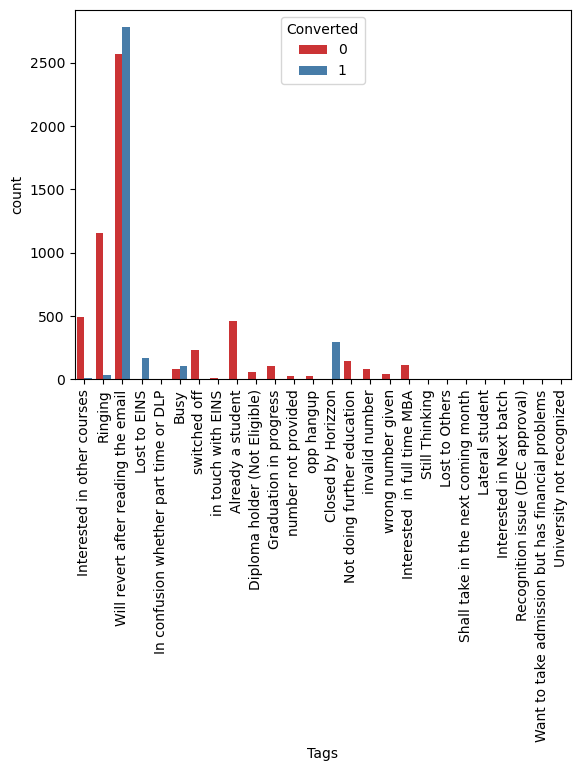 Converted
0
1
2500
2000
1500
1000
500
0
count
Interested in other courses
Ringing
Will revert after reading the email
Lost to EINS
In confusion whether part time or DLP
Busy
switched off
in touch with EINS
Already a student
Diploma holder (Not Eligible)
Graduation in progress
number not provided
opp hangup
Closed by Horizzon
Not doing further education
invalid number
wrong number given
Interested  in full time MBA
Still Thinking
Lost to Others
Shall take in the next coming month
Lateral student
Interested in Next batch
Recognition issue (DEC approval)
Want to take admission but has financial problems
University not recognized
Tags